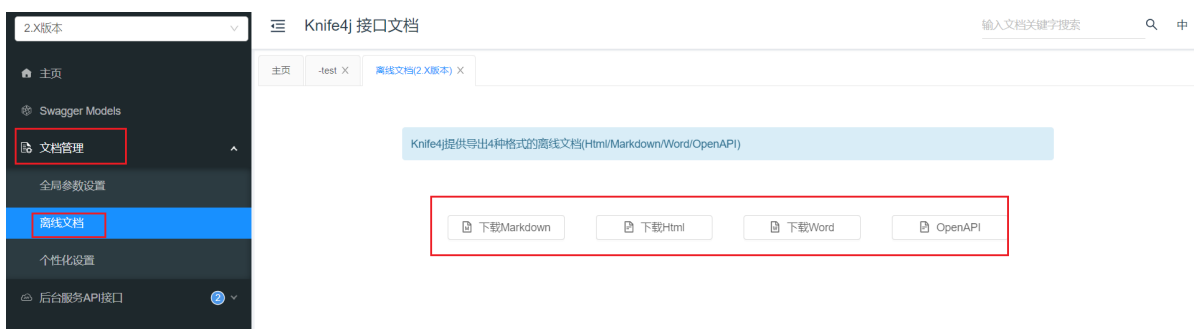 2.X版本
Knife4j 接口文档
输入文档关键字搜索
中
主页
Swagger Models
文档管理
全局参数设置
离线文档
个性化设置
后台服务API接口
2
主页
-test
离线文档(2.X版本)
Knife4j提供导出4种格式的离线文档(Html/Markdown/Word/OpenAPI)
下载Markdown
下载Html
下载Word
OpenAPI